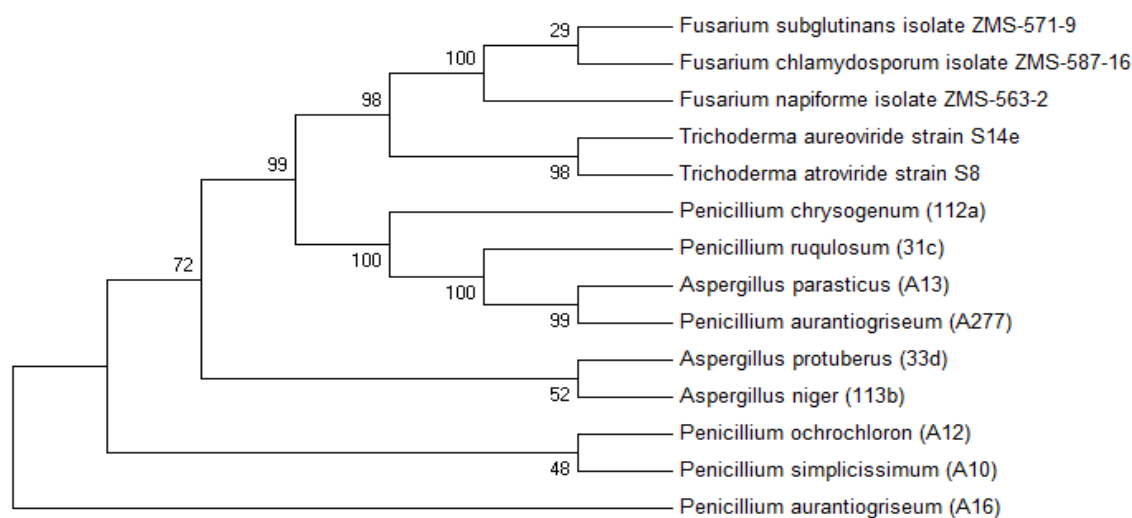 29
Fusarium subglutinans isolate ZMS-571-9
100
Fusarium chlamydosporum isolate ZMS-587-16
98
Fusarium napiforme isolate ZMS-563-2
99
Trichoderma aureoviride strain S14e
98
Trichoderma atroviride strain S8
Penicillium chrysogenum (112a)
72
100
Penicillium ruqulosum (31c)
100
Aspergillus parasticus (A13)
99
Penicillium aurantiogriseum (A277)
Aspergillus protuberus (33d)
52
Aspergillus niger (113b)
Penicillium ochrochloron (A12)
48
Penicillium simplicissimum (A10)
Penicillium aurantiogriseum (A16)